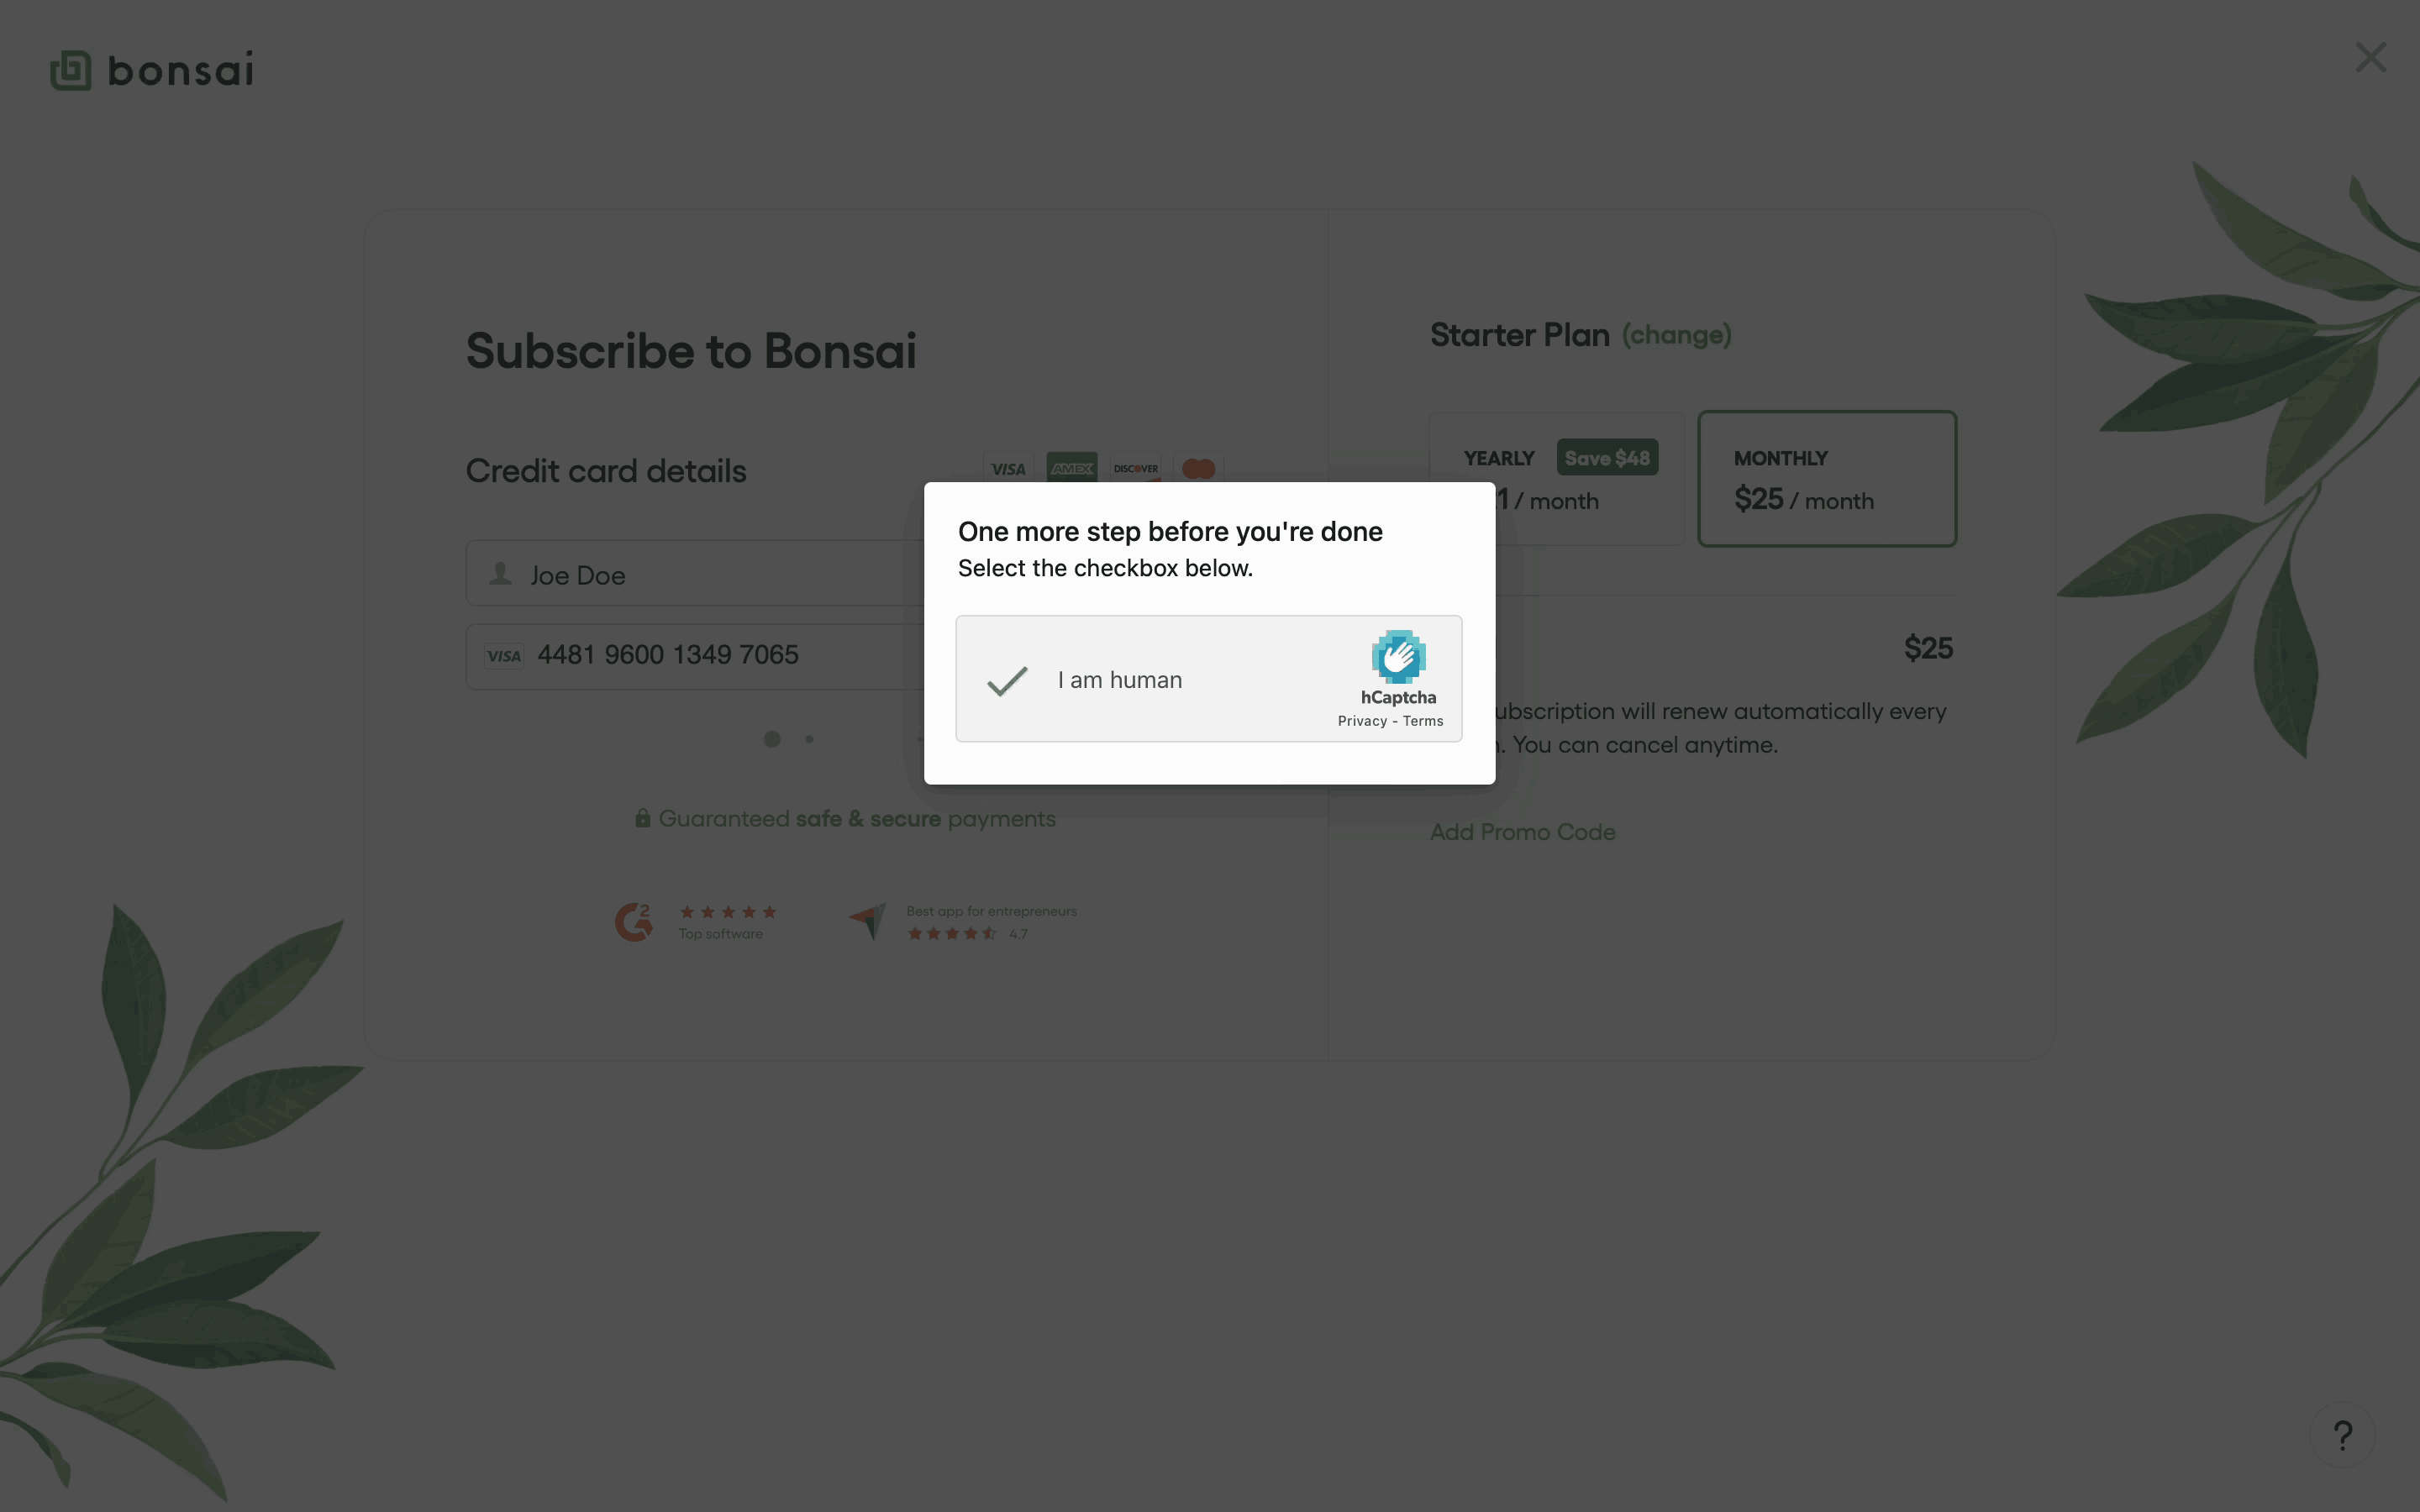 bonsai
Subscribe to Bonsai
Credit card details
VISA AMEX DISCOVER
Joe Doe
VISA 4481 9600 1349 7065
Guaranteed safe & secure payments
G2
Top software
Best app for entrepreneurs
4.7
One more step before you're done
Select the checkbox below.
I am human
hCaptcha
Privacy - Terms
Starter Plan (change)
YEARLY Save $48
1 / month
MONTHLY
$25 / month
$25
ubscription will renew automatically every
. You can cancel anytime.
Add Promo Code
?